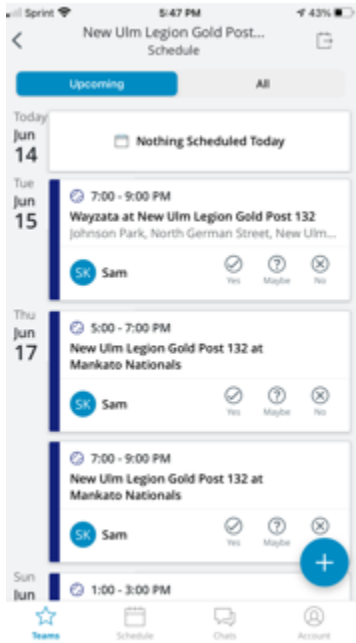 Sprint 5:47 PM 43%
New Ulm Legion Gold Post...
Schedule
Upcoming All
Today
Jun
14
Nothing Scheduled Today
Tue
Jun
15
7:00 - 9:00 PM
Wayzata at New Ulm Legion Gold Post 132
Johnson Park, North German Street, New Ulm...
SK Sam Yes Maybe No
Thu
Jun
17
5:00 - 7:00 PM
New Ulm Legion Gold Post 132 at
Mankato Nationals
SK Sam Yes Maybe No
7:00 - 9:00 PM
New Ulm Legion Gold Post 132 at
Mankato Nationals
SK Sam Yes Maybe No
Sun
Jun
1:00 - 3:00 PM
Teams Schedule Chats Account